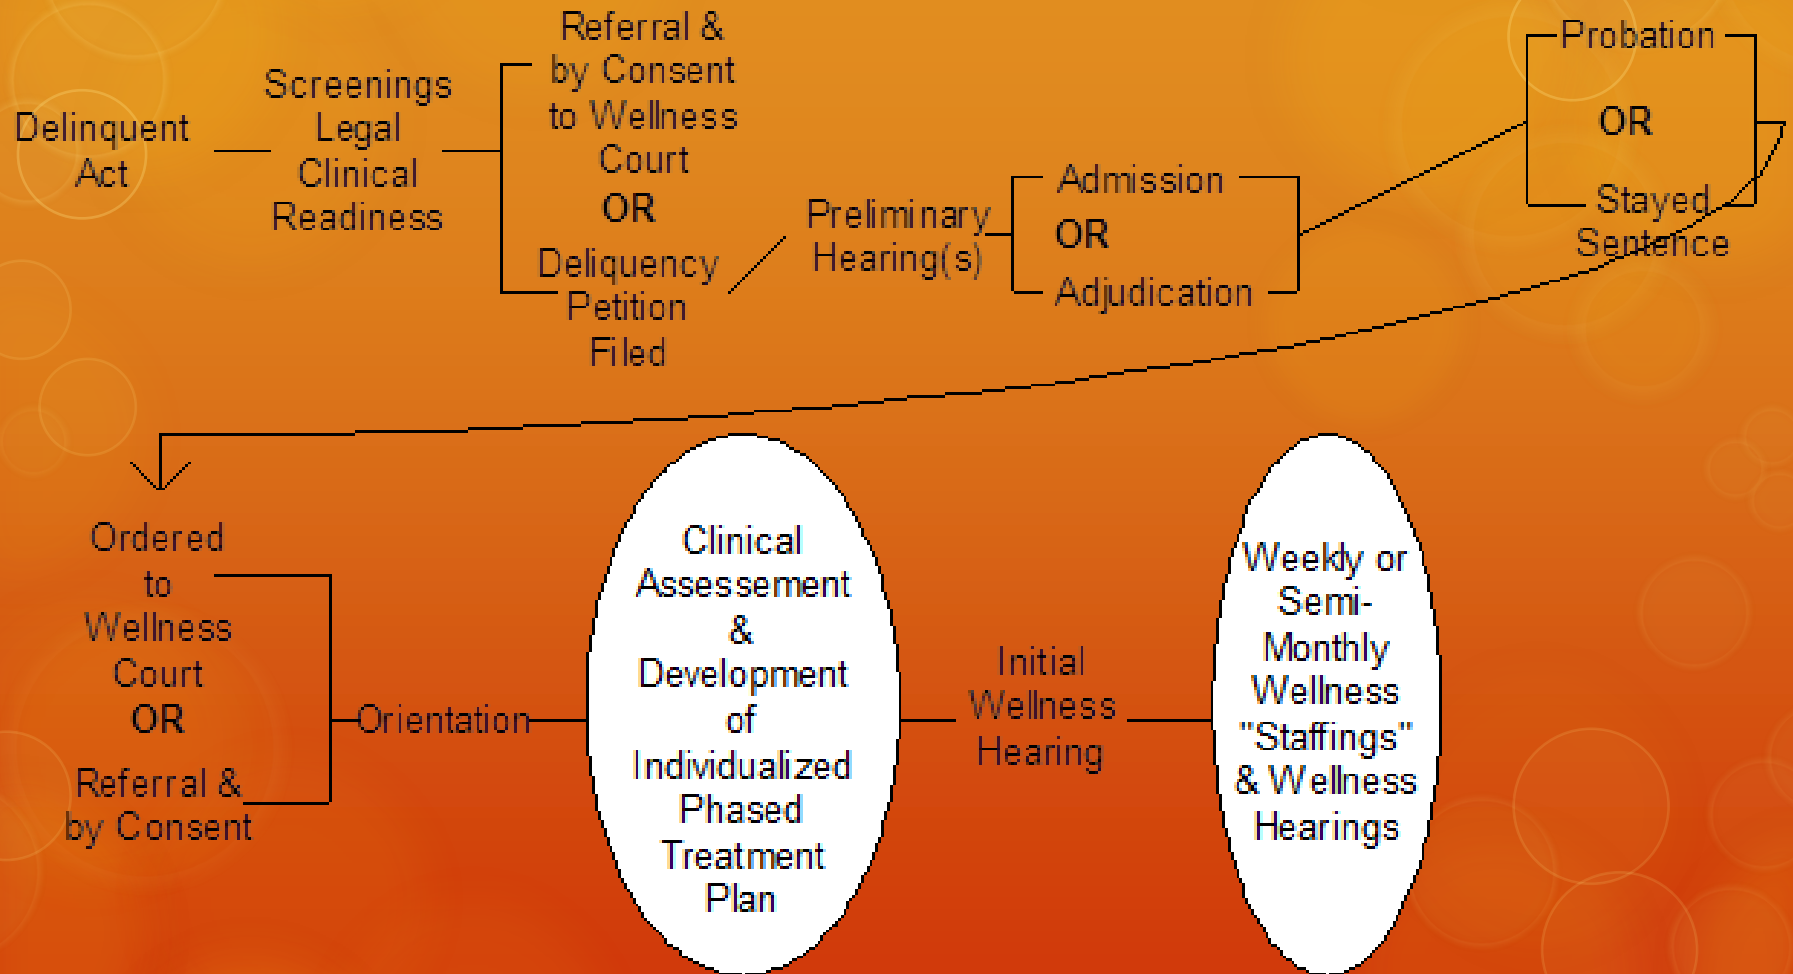 Delinquent
Act
Screenings
Legal
Clinical
Readiness
Referral &
by Consent
to Wellness
Court
OR
Deliquency
Petition
Filed
Preliminary
Hearing(s)
Admission
OR
Adjudication
Probation
OR
Stayed
Sentence
Ordered
to
Wellness
Court
OR
Referral &
by Consent
Orientation
Clinical
Assessement
&
Development
of
Individualized
Phased
Treatment
Plan
Initial
Wellness
Hearing
Weekly or
Semi-
Monthly
Wellness
"Staffings"
& Wellness
Hearings